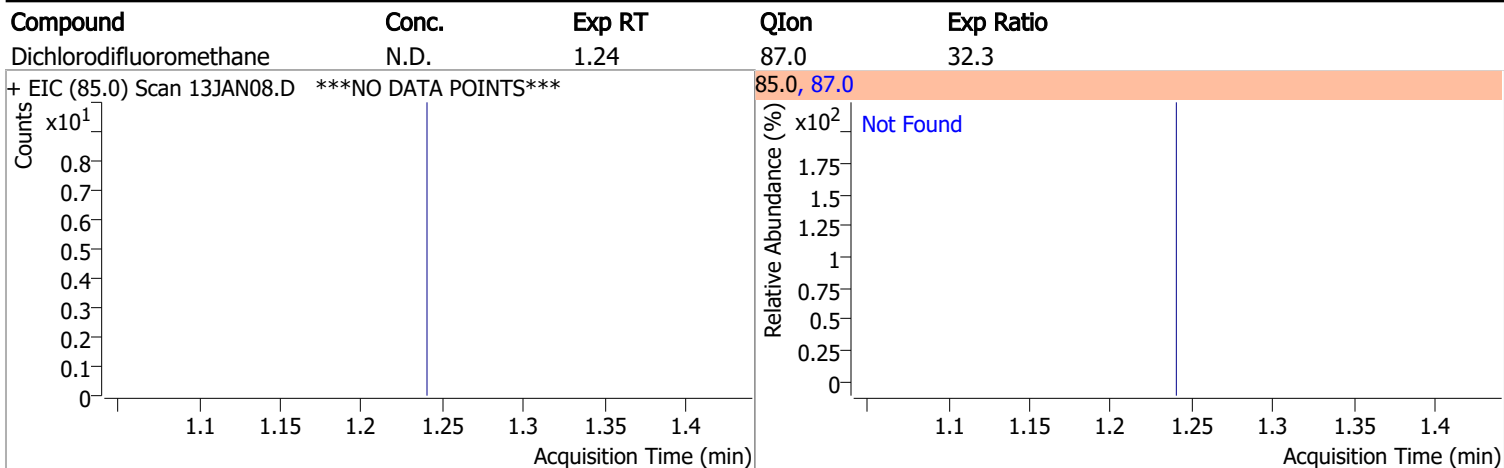 Compound Conc. Exp RT QIon Exp Ratio
Dichlorodifluoromethane N.D. 1.24 87.0 32.3
+ EIC (85.0) Scan 13JAN08.D ***NO DATA POINTS***
Counts
x10¹
0.8
0.7
0.6
0.5
0.4
0.3
0.2
0.1
0
1.1 1.15 1.2 1.25 1.3 1.35 1.4
Acquisition Time (min)
85.0, 87.0
Relative Abundance (%)
x10²
Not Found
1.75
1.5
1.25
1
0.75
0.5
0.25
0
1.1 1.15 1.2 1.25 1.3 1.35 1.4
Acquisition Time (min)